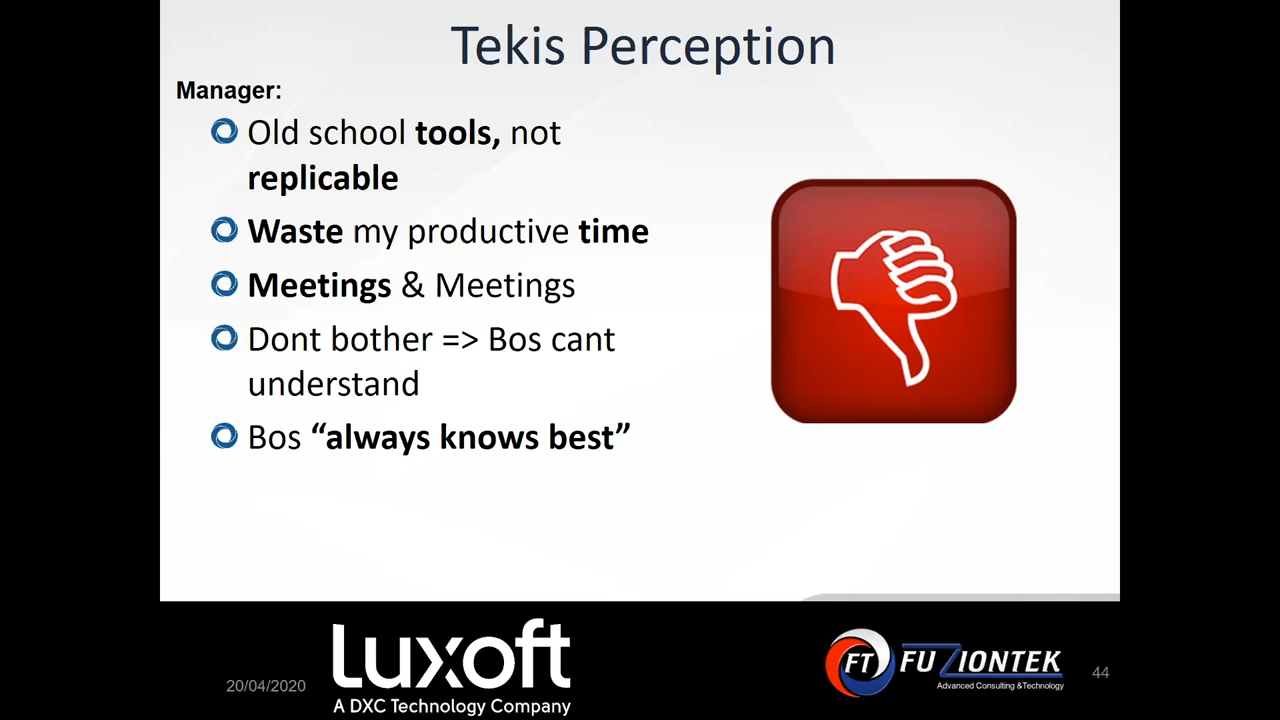 Tekis Perception
Manager:
Old school tools, not
replicable
Waste my productive time
Meetings & Meetings
Dont bother => Bos cant
understand
Bos “always knows best”
20/04/2020
Luxoft
A DXC Technology Company
FT
FUZIONTEK
Advanced Consulting &Technology
44